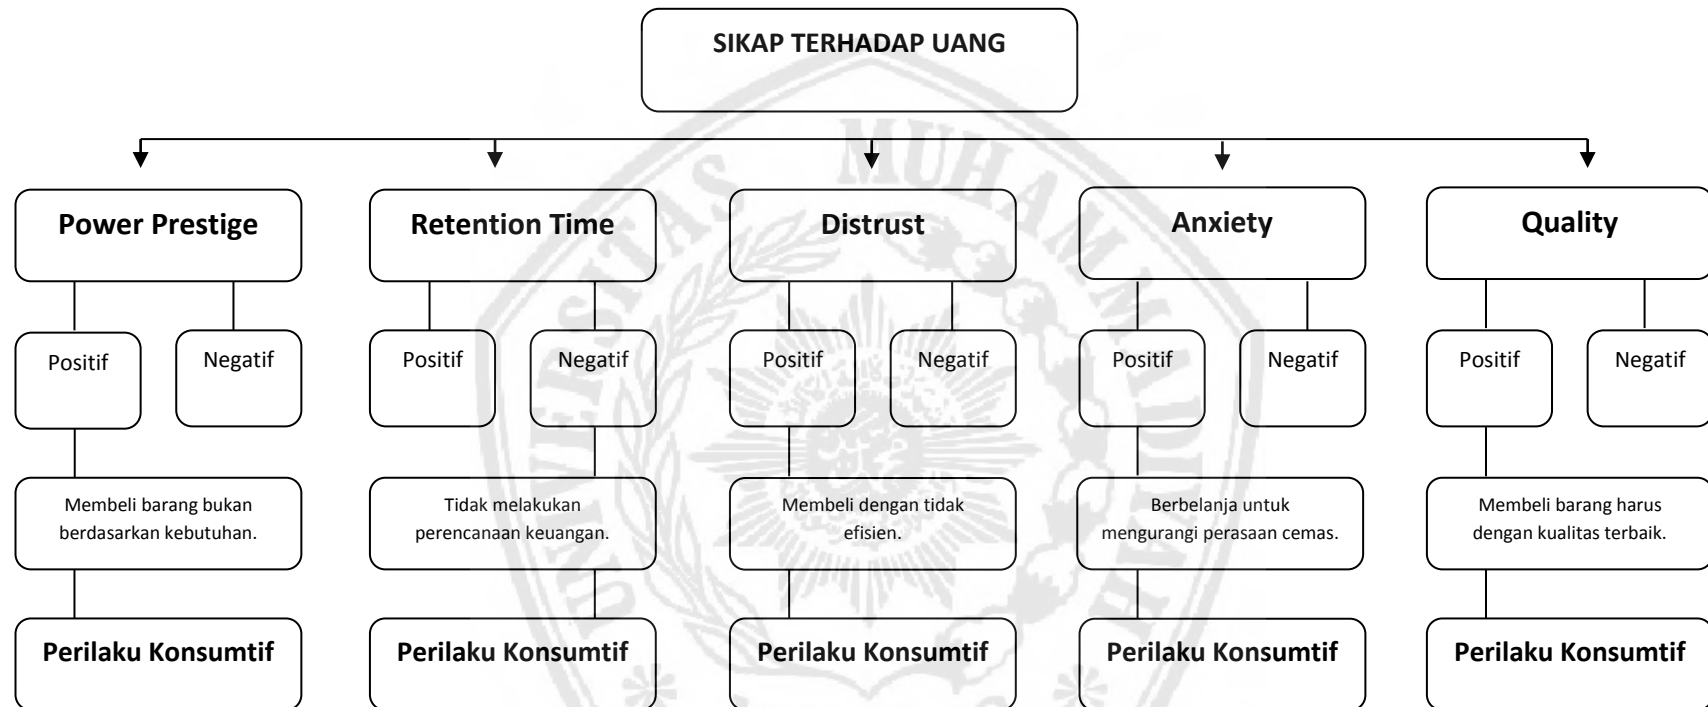 SIKAP TERHADAP UANG
Power Prestige
Retention Time
Distrust
Anxiety
Quality
Positif
Negatif
Positif
Negatif
Positif
Negatif
Positif
Negatif
Positif
Negatif
Membeli barang bukan
berdasarkan kebutuhan.
Tidak melakukan
perencanaan keuangan.
Membeli dengan tidak
efisien.
Berbelanja untuk
mengurangi perasaan cemas.
Membeli barang harus
dengan kualitas terbaik.
Perilaku Konsumtif
Perilaku Konsumtif
Perilaku Konsumtif
Perilaku Konsumtif
Perilaku Konsumtif
UNIVERSITAS MUHAMMADIYAH